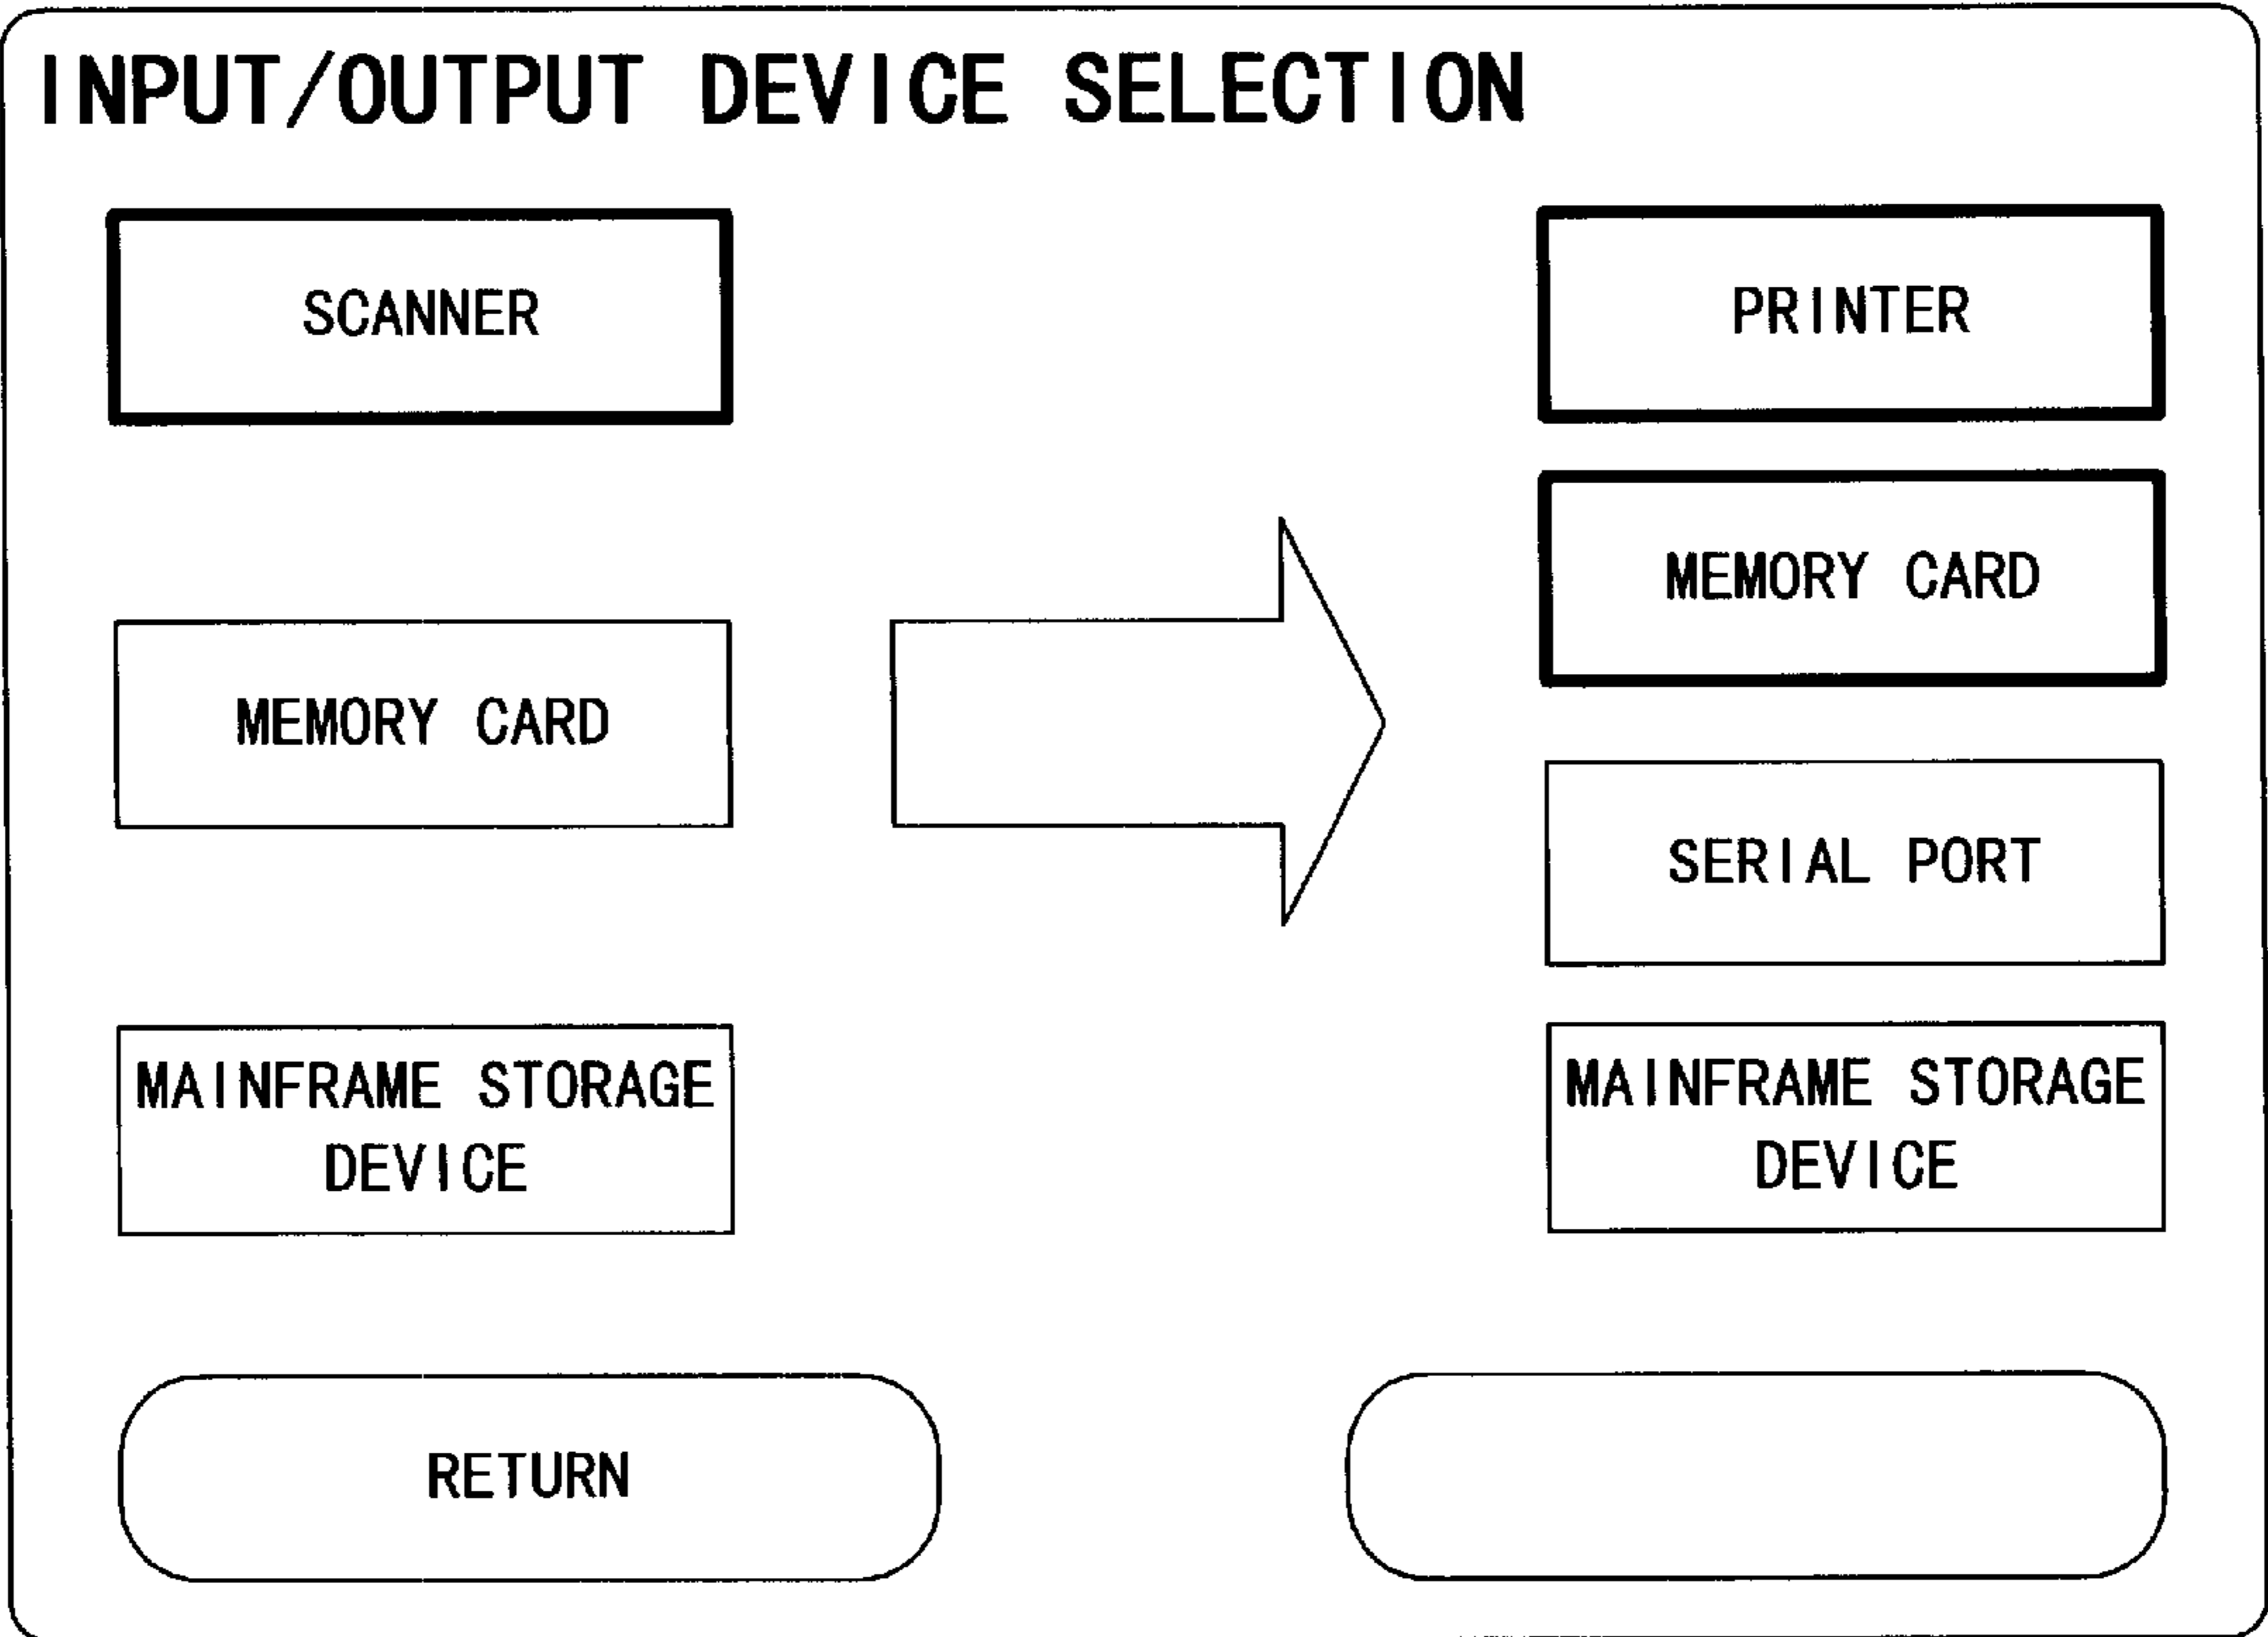 INPUT/OUTPUT DEVICE SELECTION
SCANNER
MEMORY CARD
MAINFRAME STORAGE
DEVICE
PRINTER
MEMORY CARD
SERIAL PORT
MAINFRAME STORAGE
DEVICE
RETURN